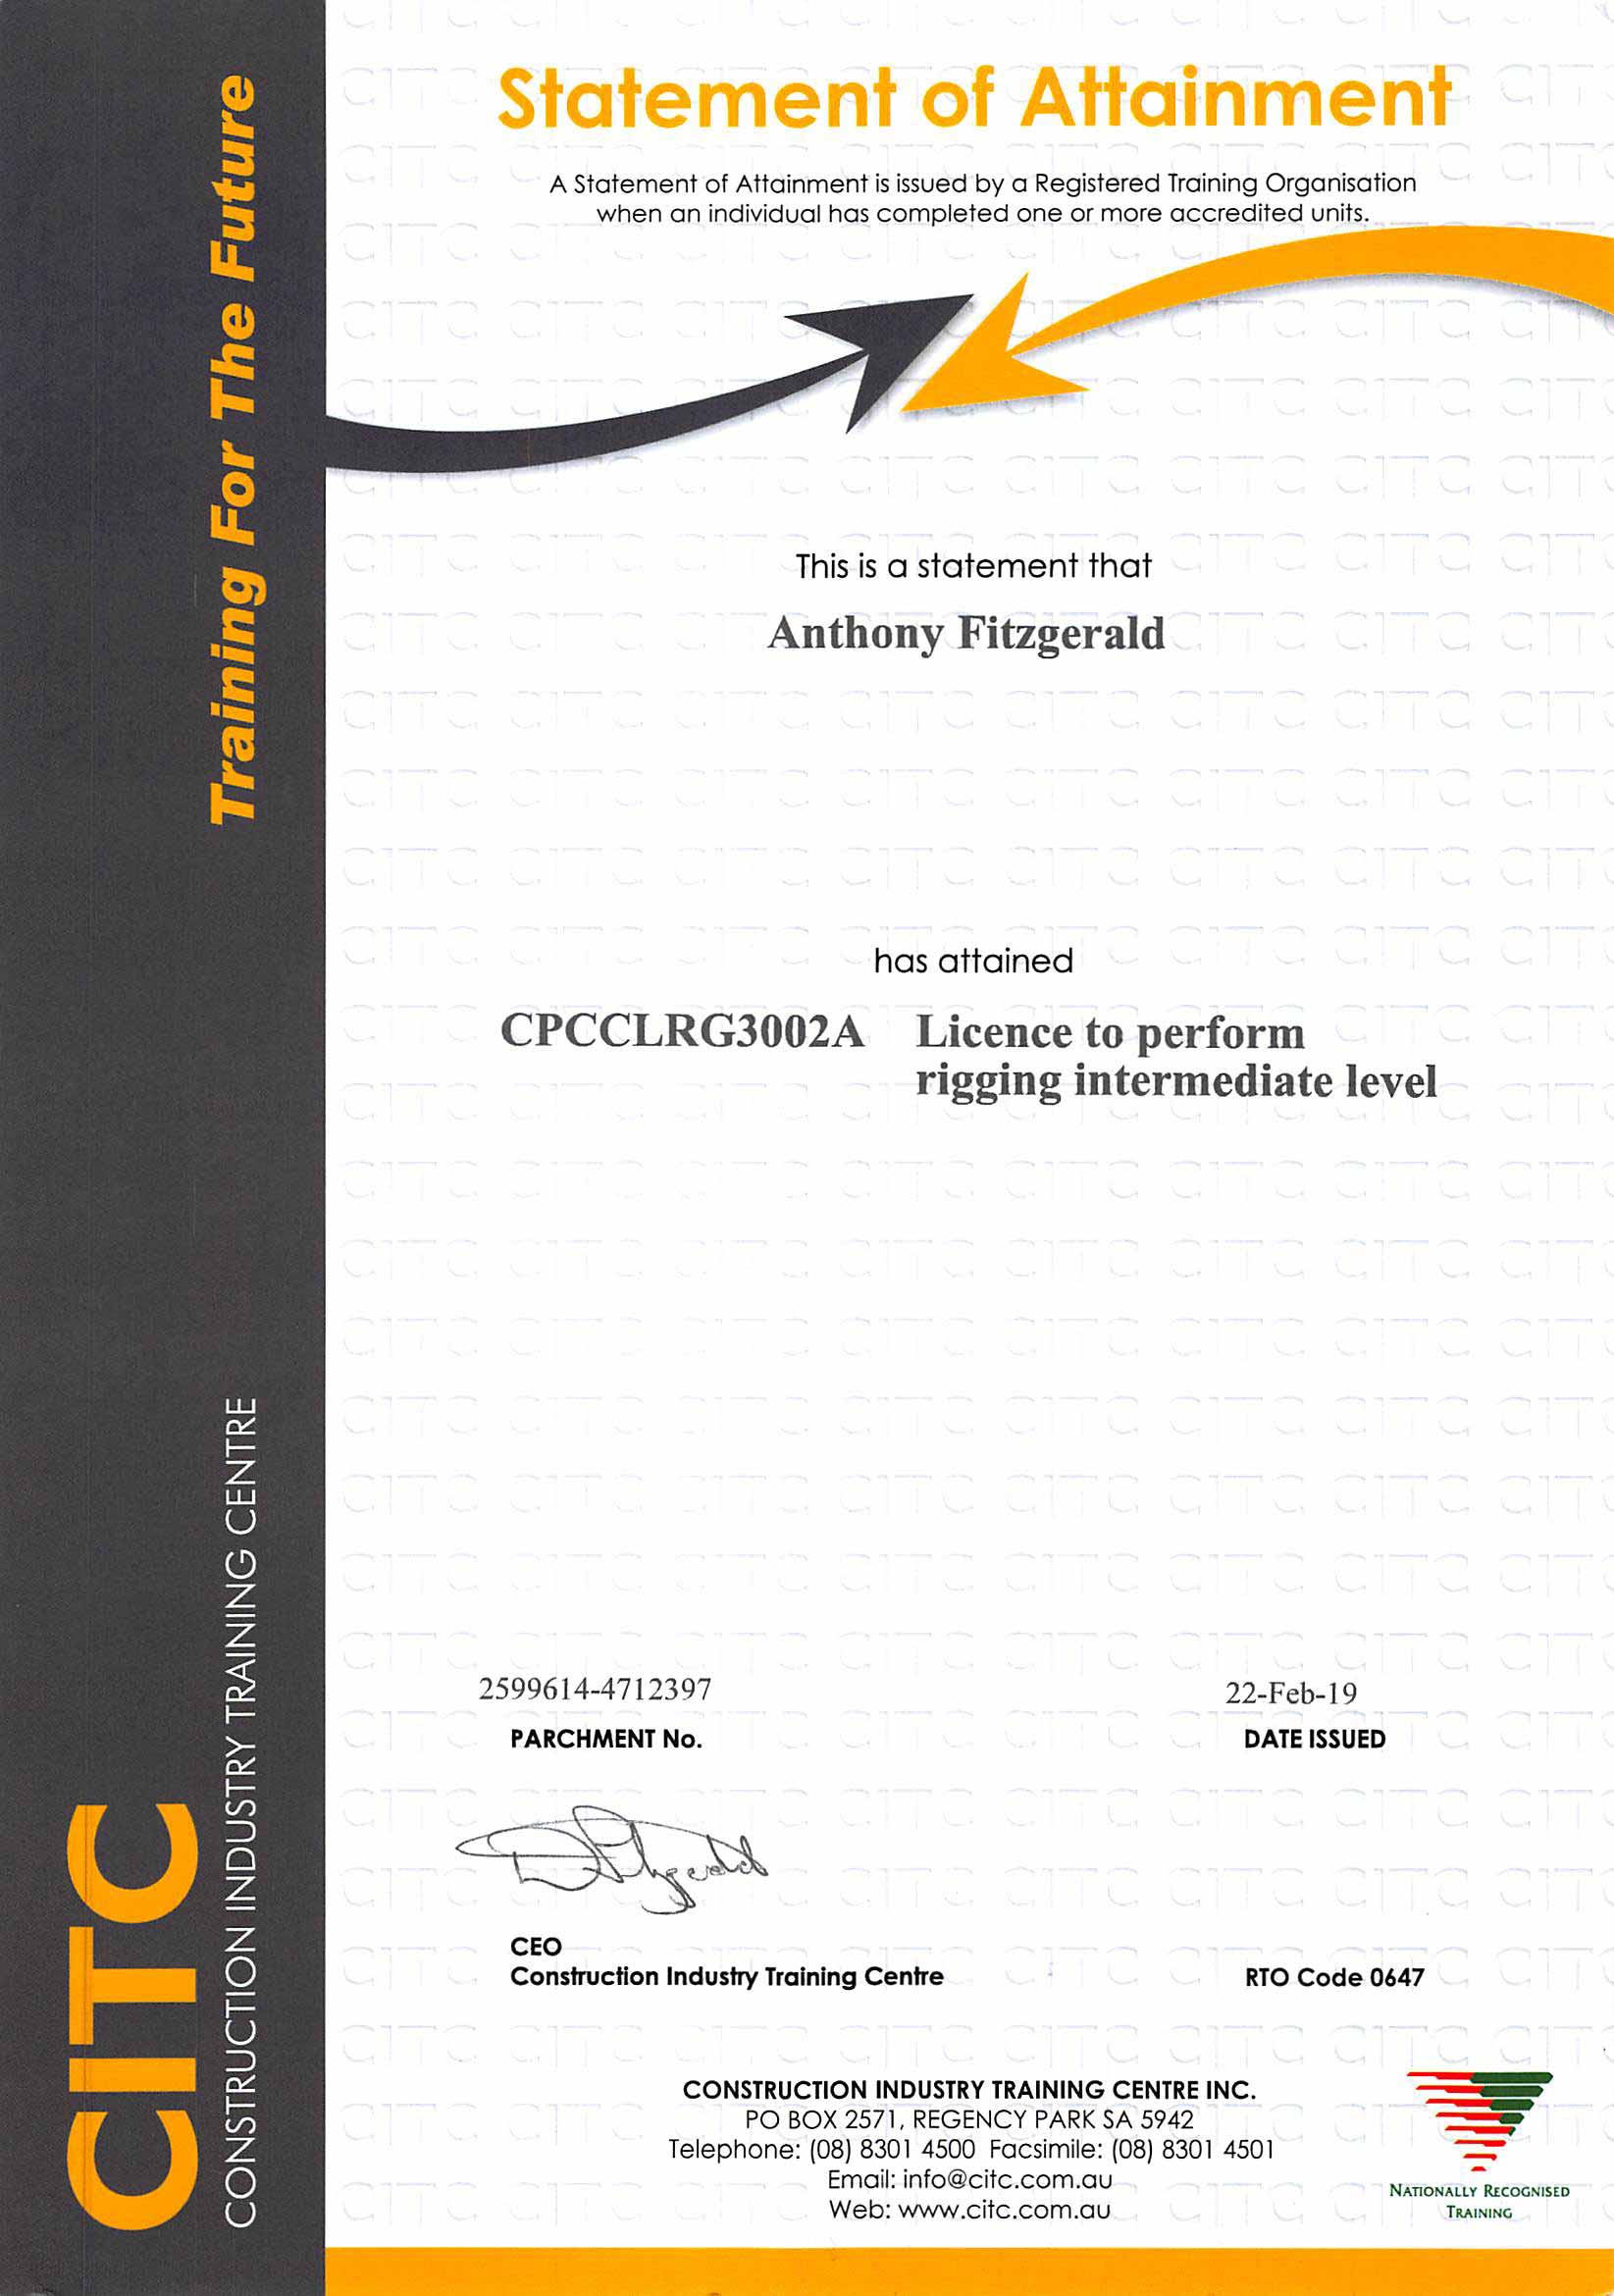 Statement of Attainment
A Statement of Attainment is issued by a Registered Training Organisation
when an individual has completed one or more accredited units.
Training For The Future
This is a statement that
Anthony Fitzgerald
has attained
CPCCLRG3002A Licence to perform
rigging intermediate level
2599614-4712397
PARCHMENT No.
22-Feb-19
DATE ISSUED
D Fitzgerald
CEO
Construction Industry Training Centre
RTO Code 0647
CONSTRUCTION INDUSTRY TRAINING CENTRE INC.
PO BOX 2571, REGENCY PARK SA 5942
Telephone: (08) 8301 4500 Facsimile: (08) 8301 4501
Email: info@citc.com.au
Web: www.citc.com.au
NATIONALLY RECOGNISED
TRAINING
CITC
CONSTRUCTION INDUSTRY TRAINING CENTRE